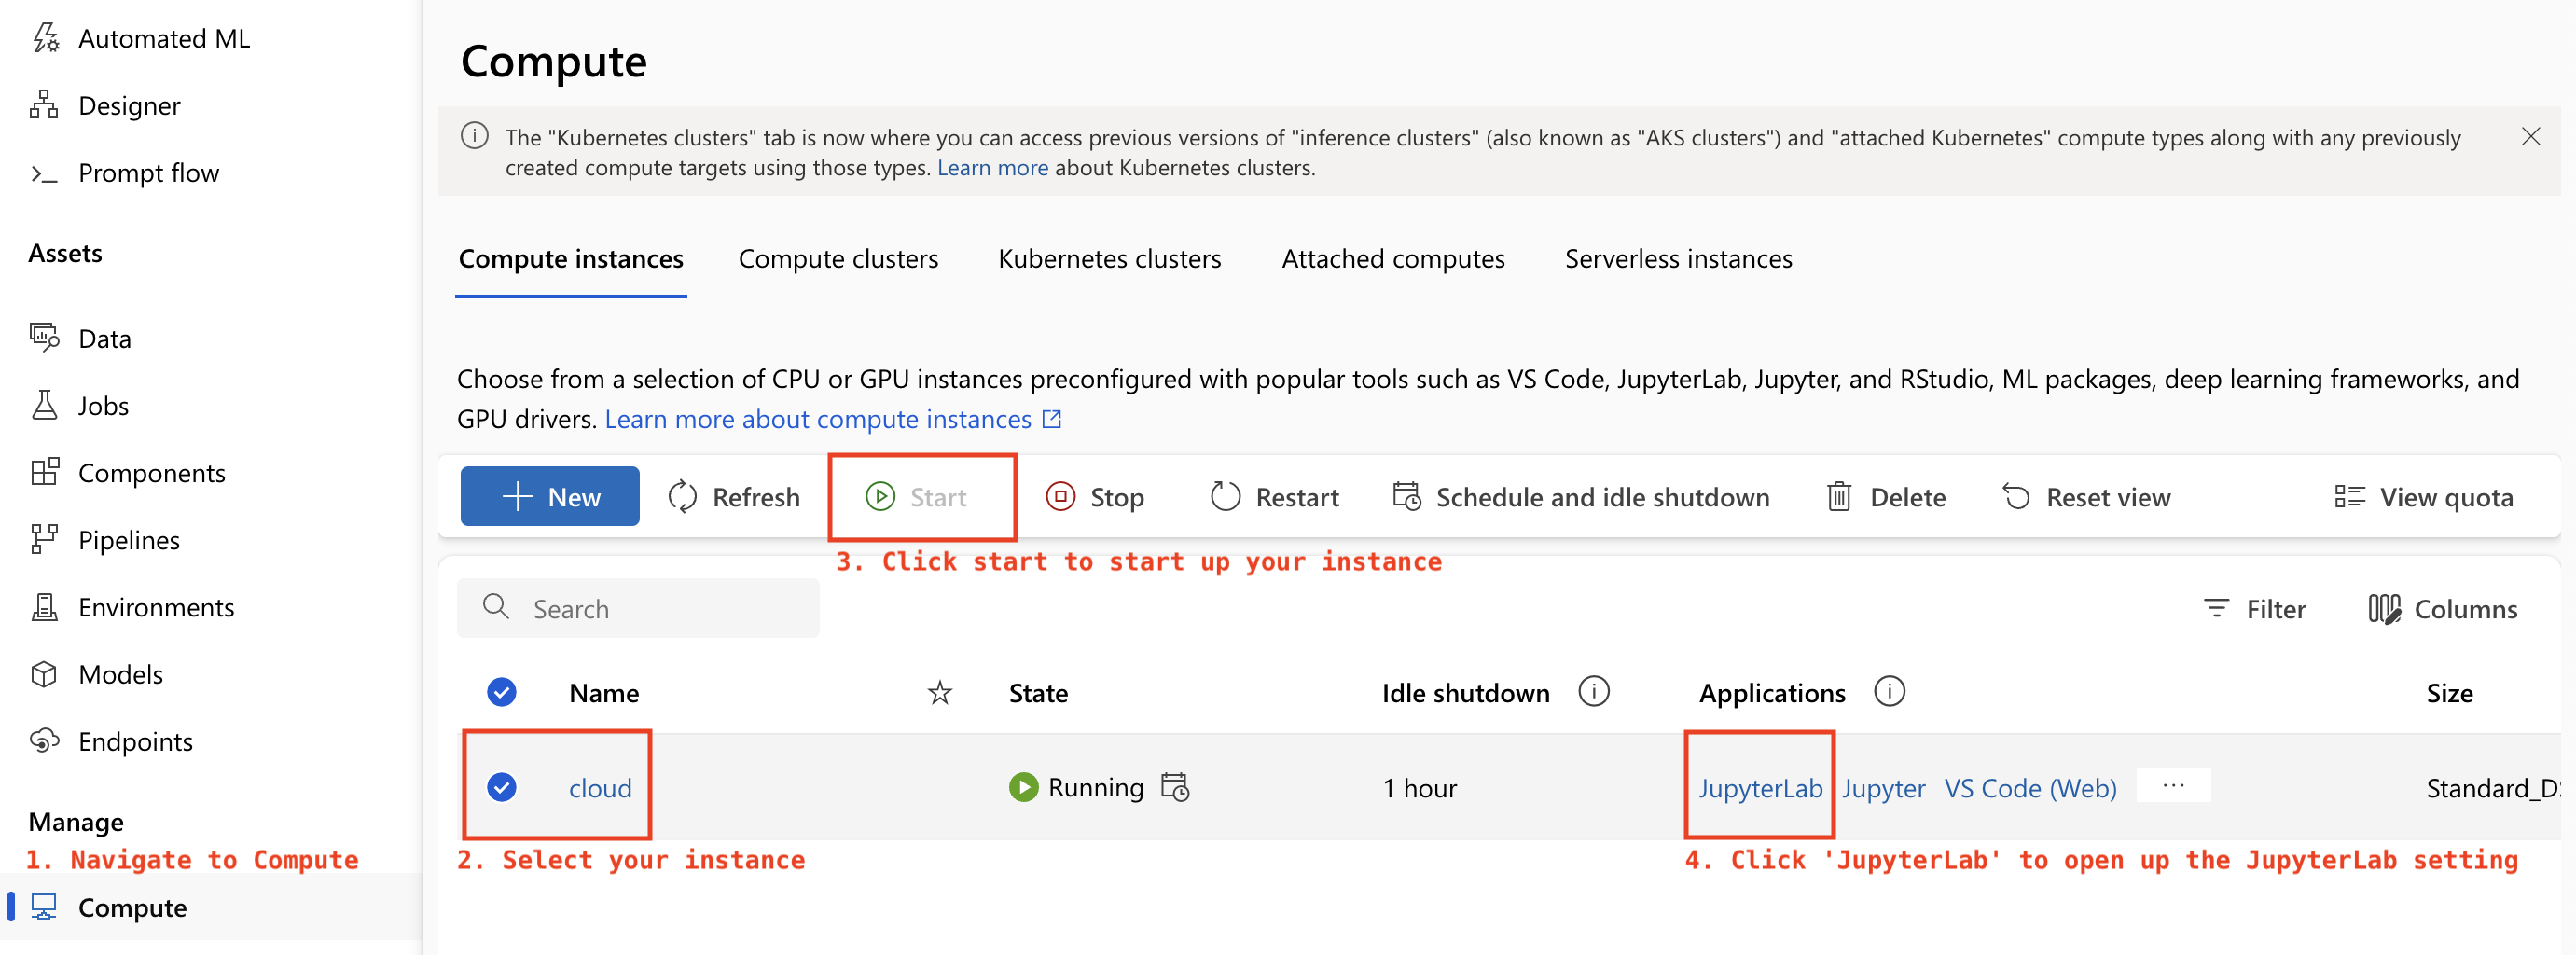 Automated ML
Designer
Prompt flow
Assets
Data
Jobs
Components
Pipelines
Environments
Models
Endpoints
Manage
1. Navigate to Compute
Compute
Compute
The "Kubernetes clusters" tab is now where you can access previous versions of "inference clusters" (also known as "AKS clusters") and "attached Kubernetes" compute types along with any previously
created compute targets using those types. Learn more about Kubernetes clusters.
Compute instances Compute clusters Kubernetes clusters Attached computes Serverless instances
Choose from a selection of CPU or GPU instances preconfigured with popular tools such as VS Code, JupyterLab, Jupyter, and RStudio, ML packages, deep learning frameworks, and
GPU drivers. Learn more about compute instances
New Refresh Start Stop Restart Schedule and idle shutdown Delete Reset view View quota
3. Click start to start up your instance
Search Filter Columns
Name State Idle shutdown Applications Size
cloud Running 1 hour JupyterLab Jupyter VS Code (Web) ... Standard_D
2. Select your instance 4. Click 'JupyterLab' to open up the JupyterLab setting